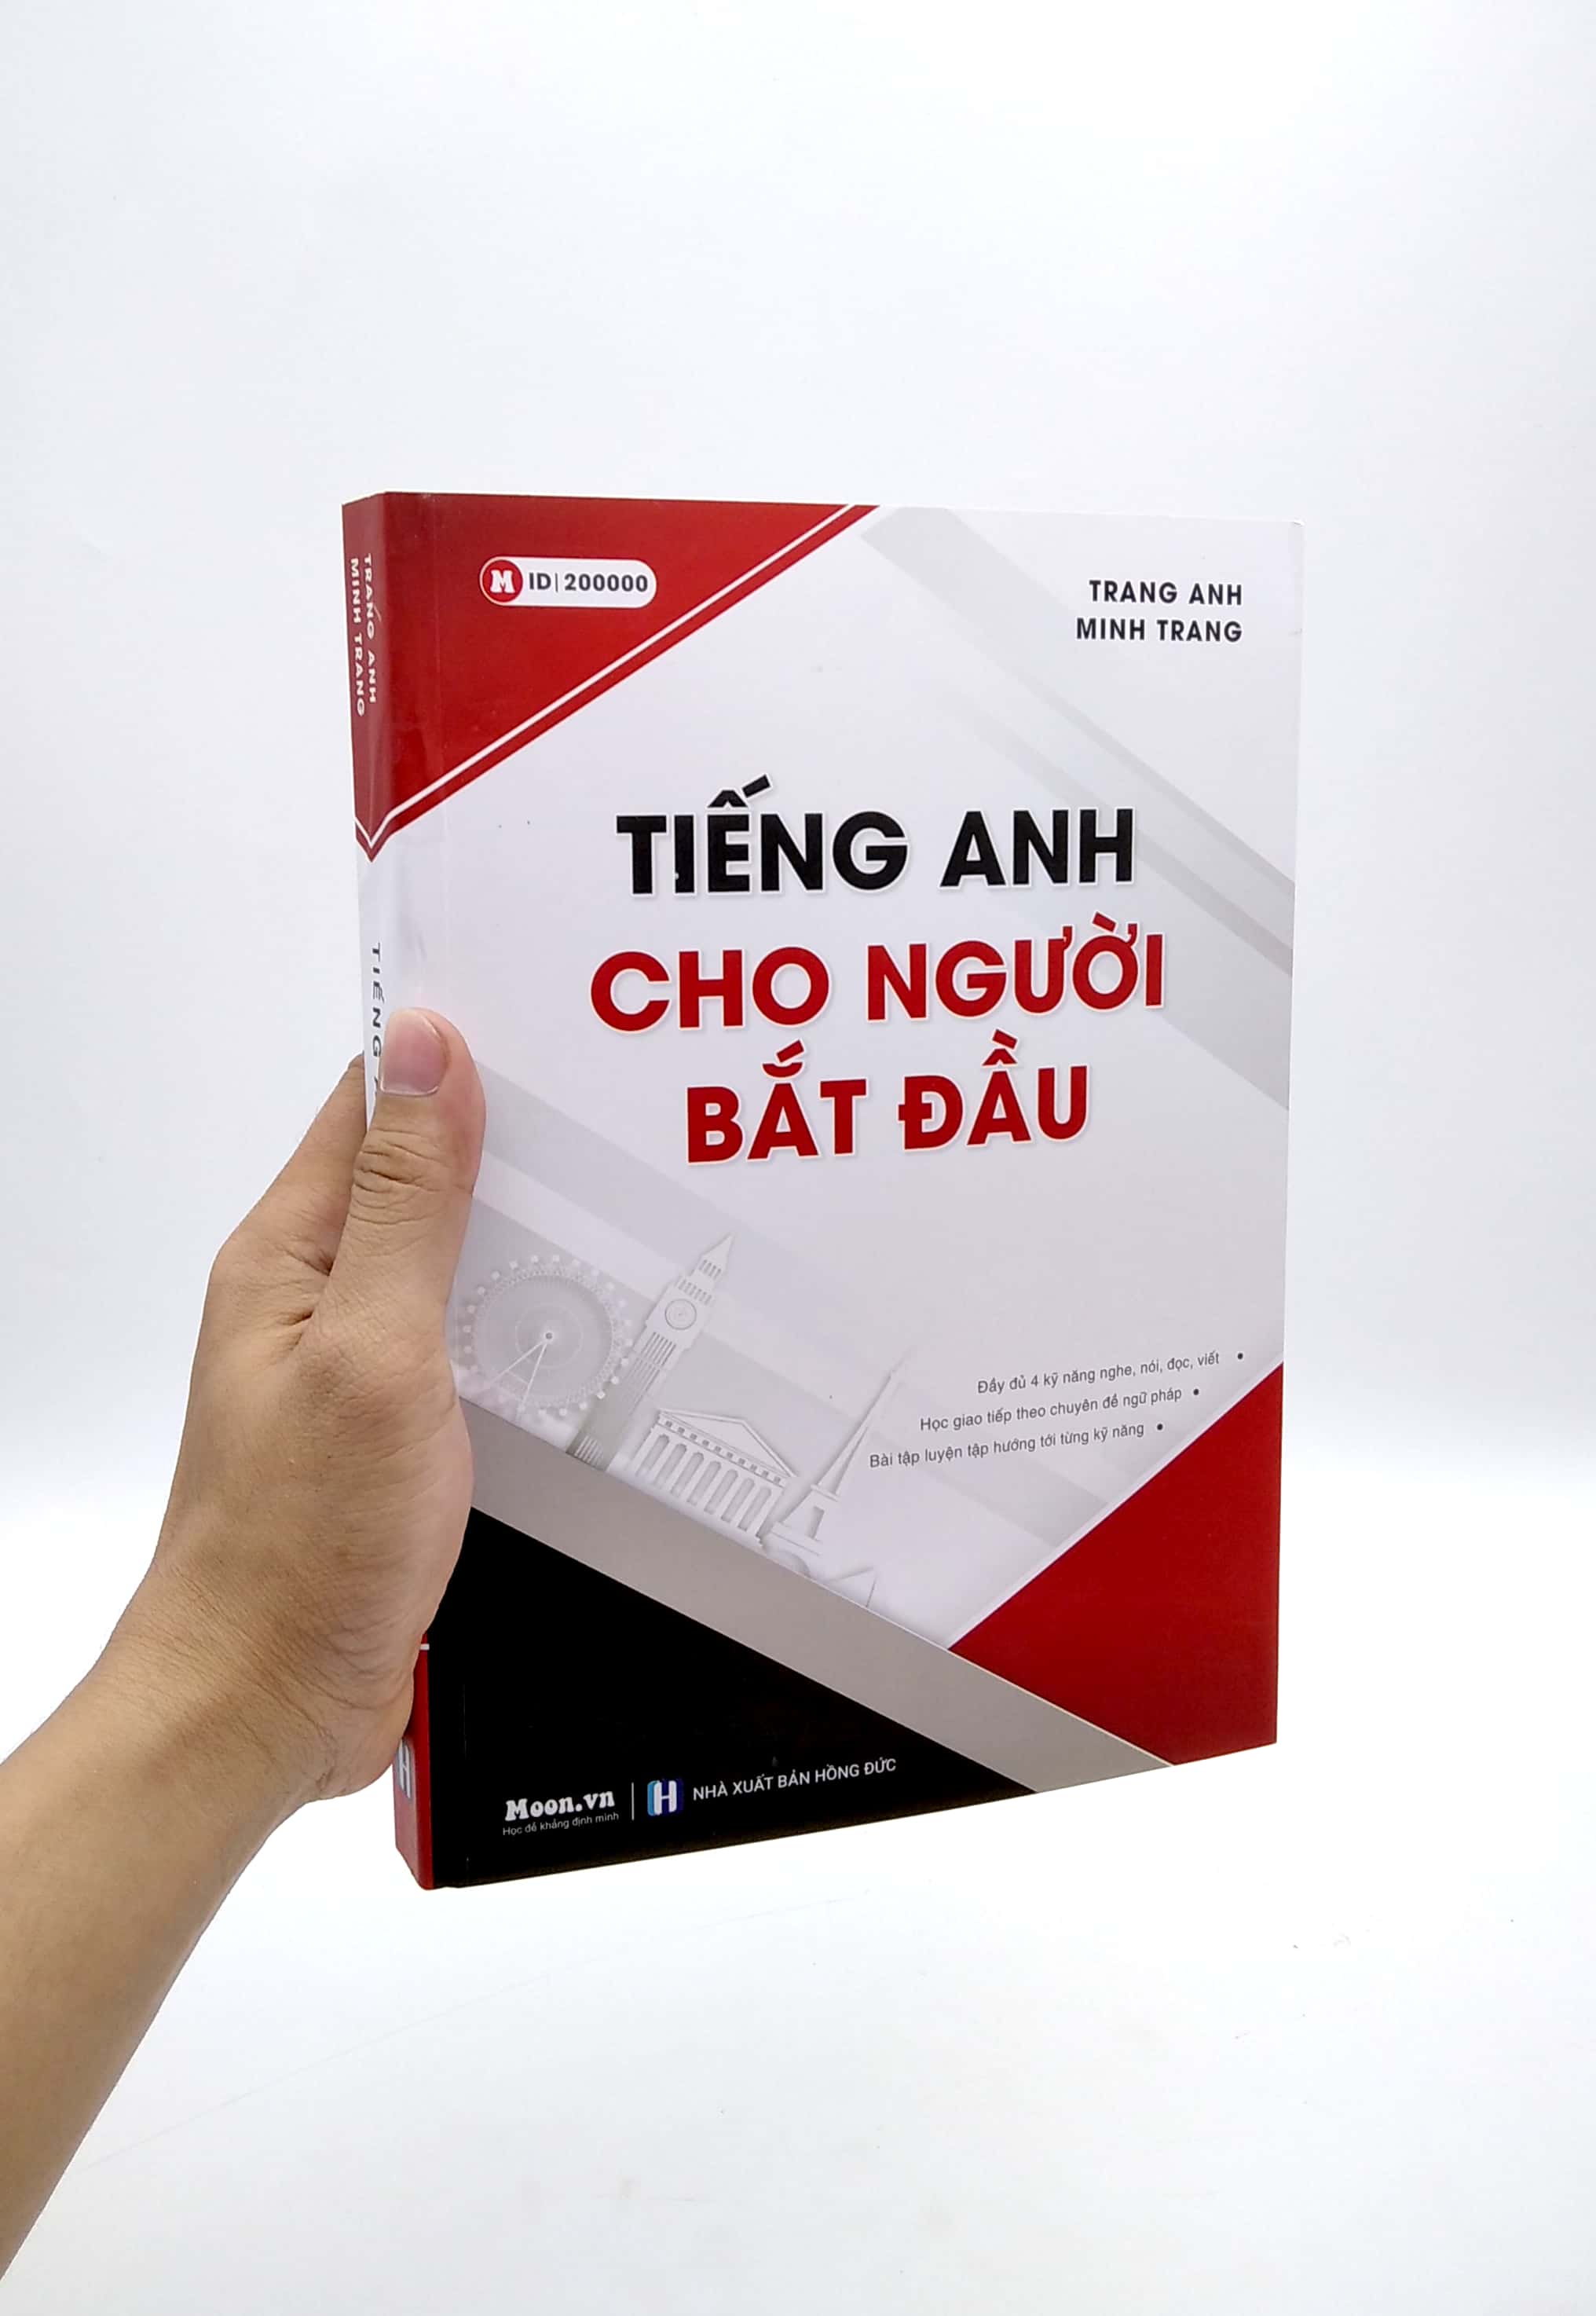 TRANG ANH
MINH TRANG
TIẾNG
M ID | 200000
TRANG ANH
MINH TRANG
TIẾNG ANH
CHO NGƯỜI
BẮT ĐẦU
Đầy đủ 4 kỹ năng nghe, nói, đọc, viết •
Học giao tiếp theo chuyên đề ngữ pháp •
Bài tập luyện tập hướng tới từng kỹ năng •
Moon.vn
Học để khẳng định mình
H NHÀ XUẤT BẢN HỒNG ĐỨC